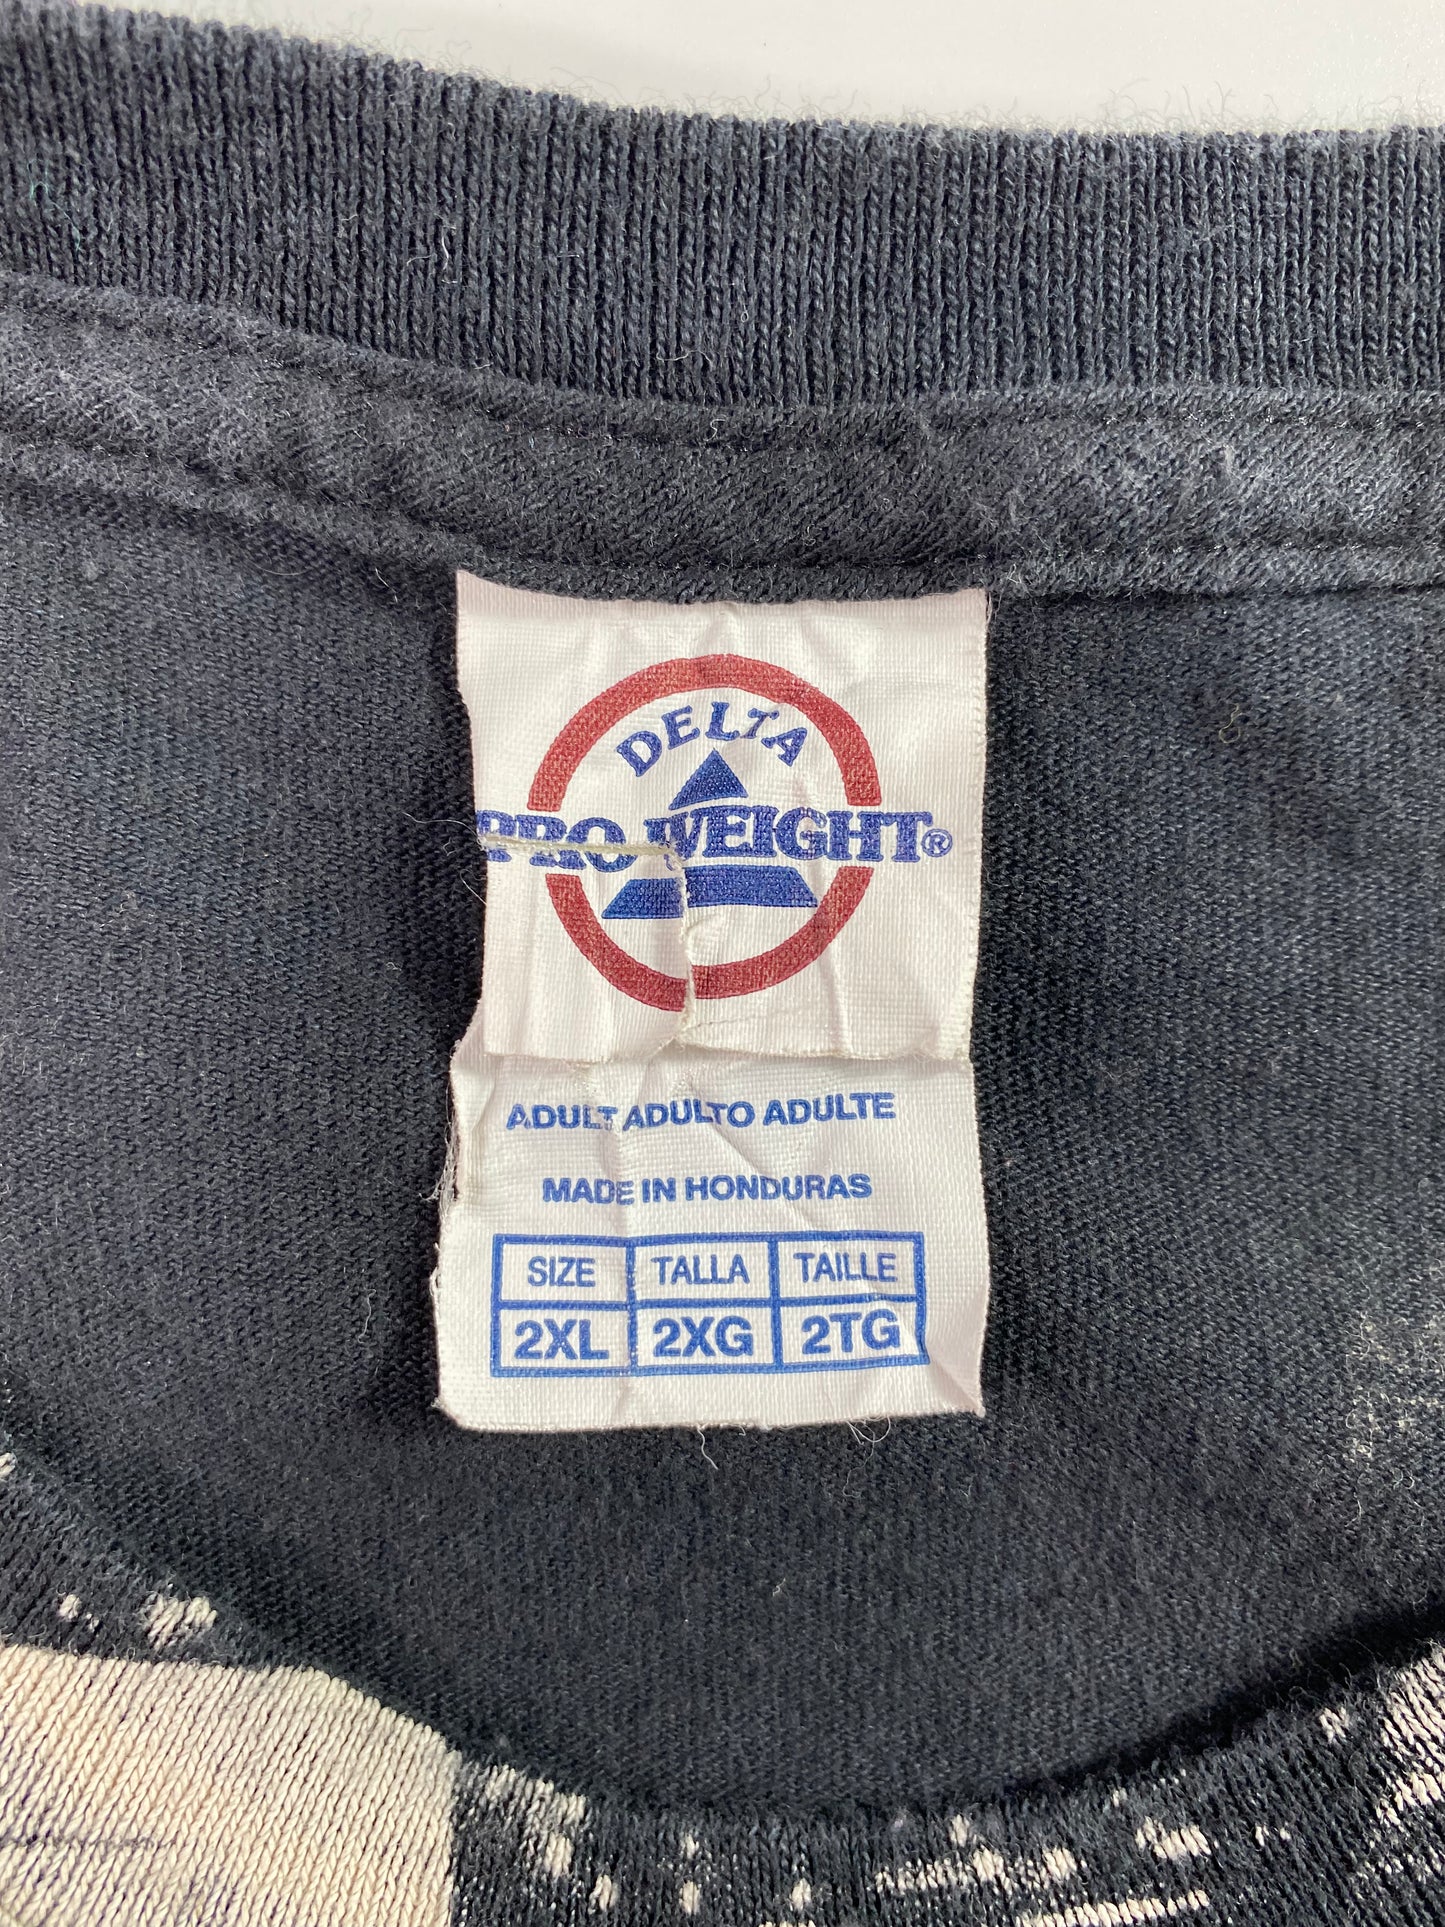 DELTA
PRO WEIGHT®
ADULT ADULTO ADULTE
MADE IN HONDURAS
SIZE TALLA TAILLE
2XL 2XG 2TG